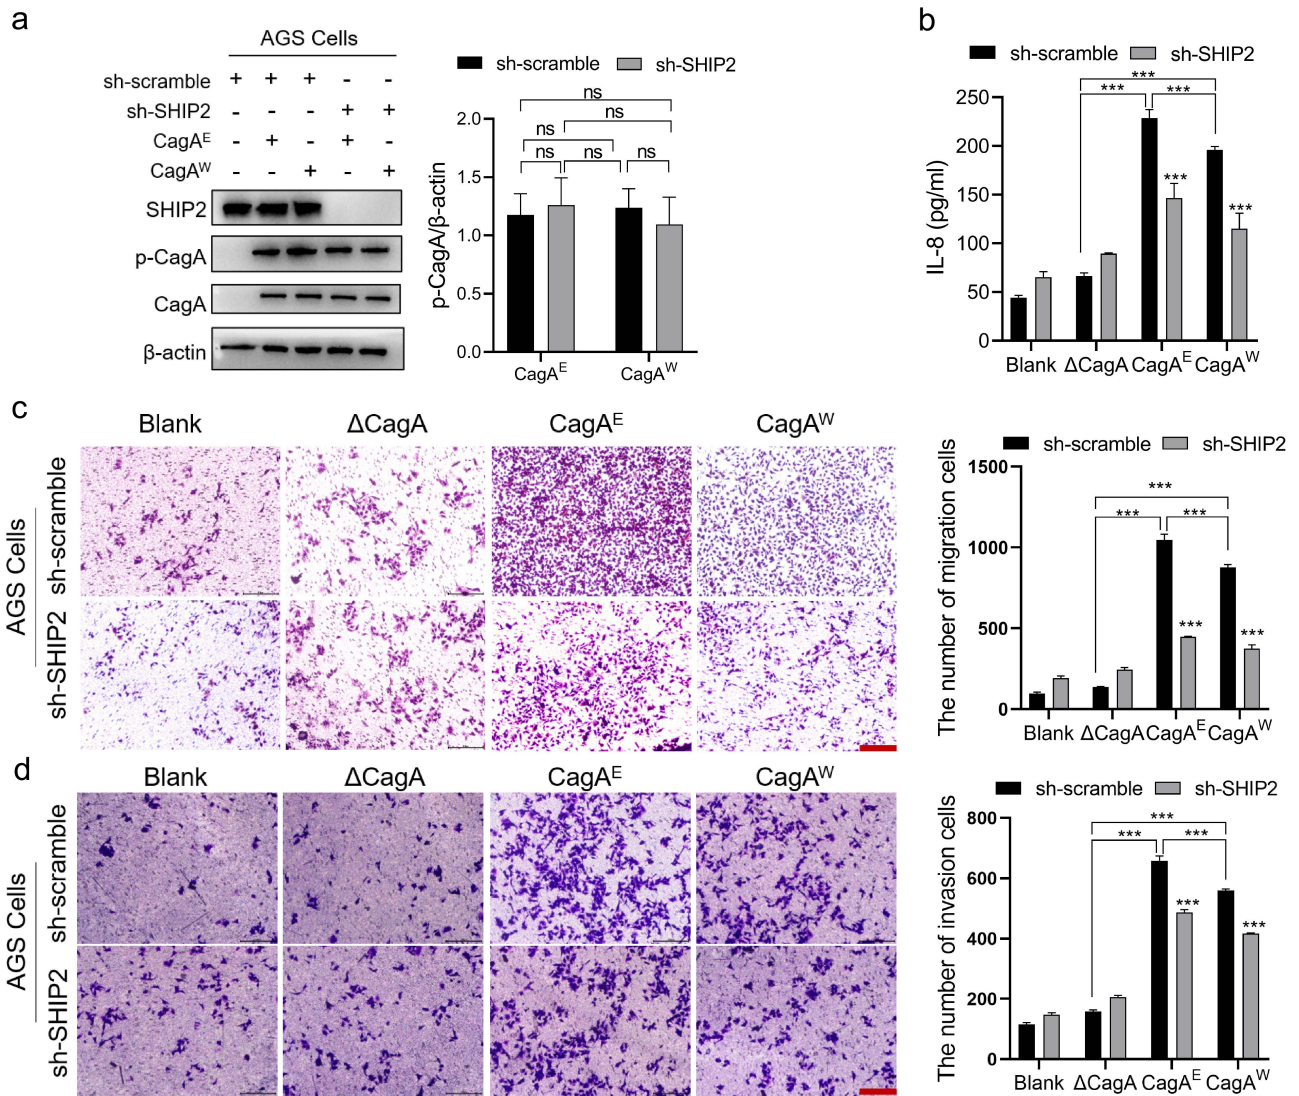 a
AGS Cells
sh-scramble + + + - -
sh-SHIP2 - - - + +
CagAᴱ - + - + -
CagAᵂ - - + - +
SHIP2
p-CagA
CagA
β-actin
sh-scramble sh-SHIP2
ns
ns
ns
ns ns ns
p-CagA/β-actin
2.0
1.5
1.0
0.5
0.0
CagAᴱ CagAᵂ
b
sh-scramble sh-SHIP2
***
*** ***
***
***
IL-8 (pg/ml)
250
200
150
100
50
0
Blank ΔCagA CagAᴱ CagAᵂ
c
Blank ΔCagA CagAᴱ CagAᵂ
AGS Cells
sh-scramble
sh-SHIP2
sh-scramble sh-SHIP2
The number of migration cells
1500
1000
500
0
***
*** ***
***
***
Blank ΔCagA CagAᴱ CagAᵂ
d
Blank ΔCagA CagAᴱ CagAᵂ
AGS Cells
sh-scramble
sh-SHIP2
sh-scramble sh-SHIP2
The number of invasion cells
800
600
400
200
0
***
*** ***
***
***
Blank ΔCagA CagAᴱ CagAᵂ